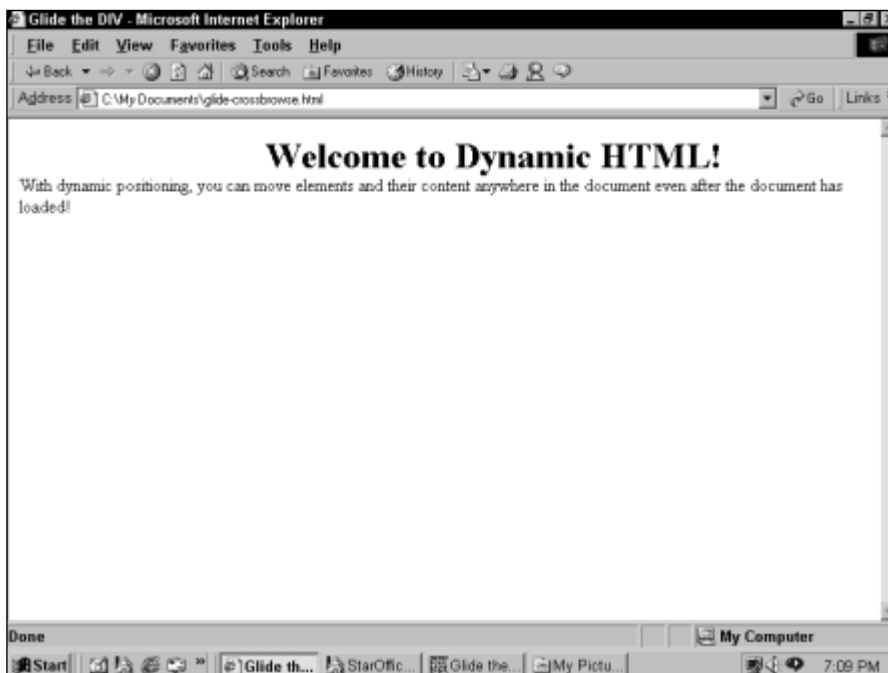 Glide the DIV - Microsoft Internet Explorer
File Edit View Favorites Tools Help
Back Search Favorites History
Address C:\My Documents\glide-crossbrowse.html Go Links
Welcome to Dynamic HTML!
With dynamic positioning, you can move elements and their content anywhere in the document even after the document has
loaded!
Done My Computer
Start » Glide th... StarOffic... Glide the... My Pictu... 7:09 PM